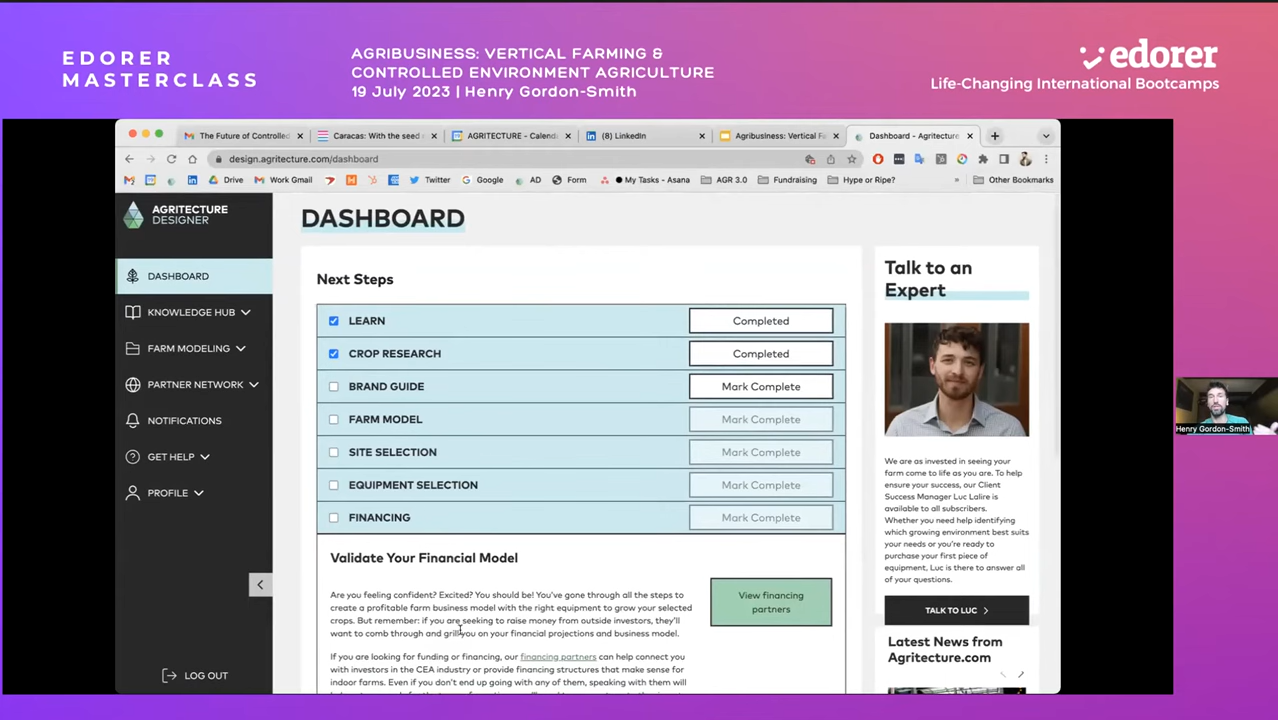 EDORER
MASTERCLASS
AGRIBUSINESS: VERTICAL FARMING &
CONTROLLED ENVIRONMENT AGRICULTURE
19 July 2023 | Henry Gordon-Smith
edorer
Life-Changing International Bootcamps
The Future of Controlled
Caracas: With the seed
AGRITECTURE - Calend
(8) LinkedIn
Agribusiness: Vertical Fa
Dashboard - Agritecture
design.agritecture.com/dashboard
Drive
Work Gmail
Twitter
Google
AD
Form
My Tasks - Asana
AGR 3.0
Fundraising
Hype or Ripe?
»
Other Bookmarks
AGRITECTURE
DESIGNER
DASHBOARD
KNOWLEDGE HUB
FARM MODELING
PARTNER NETWORK
NOTIFICATIONS
GET HELP
PROFILE
LOG OUT
DASHBOARD
Next Steps
LEARN Completed
CROP RESEARCH Completed
BRAND GUIDE Mark Complete
FARM MODEL Mark Complete
SITE SELECTION Mark Complete
EQUIPMENT SELECTION Mark Complete
FINANCING Mark Complete
Validate Your Financial Model
Are you feeling confident? Excited? You should be! You've gone through all the steps to
create a profitable farm business model with the right equipment to grow your selected
crops. But remember: if you are seeking to raise money from outside investors, they'll
want to comb through and grill you on your financial projections and business model.
If you are looking for funding or financing, our financing partners can help connect you
with investors in the CEA industry or provide financing structures that make sense for
indoor farms. Even if you don't end up going with any of them, speaking with them will
View financing
partners
Talk to an
Expert
We are as invested in seeing your
farm come to life as you are. To help
ensure your success, our Client
Success Manager Luc Lalire is
available to all subscribers.
Whether you need help identifying
which growing environment best suits
your needs or you're ready to
purchase your first piece of
equipment, Luc is there to answer all
of your questions.
TALK TO LUC
Latest News from
Agritecture.com
Henry Gordon-Smith